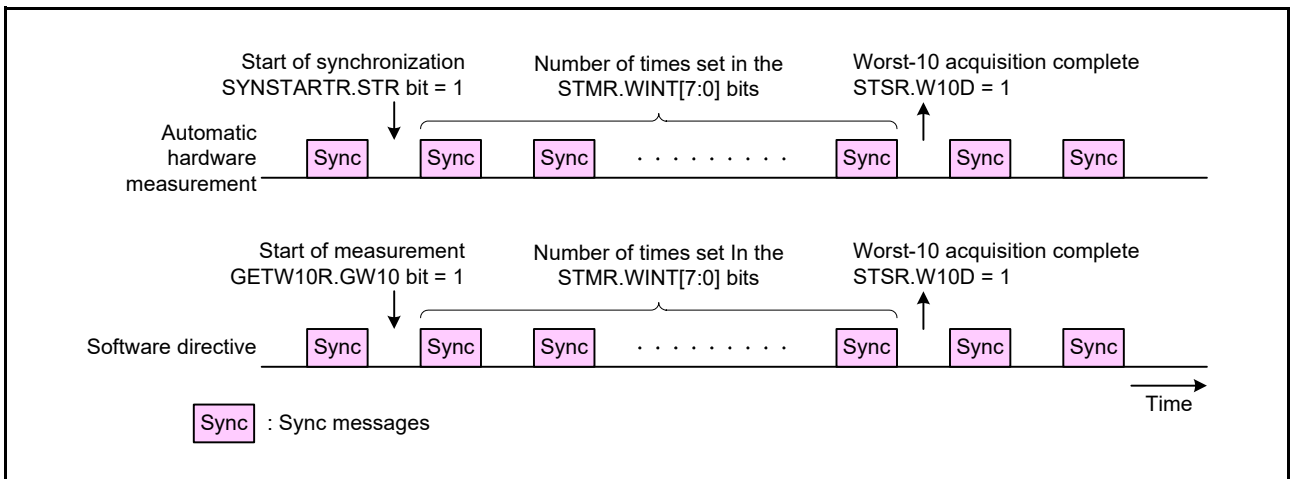 Start of synchronization
SYNSTARTR.STR bit = 1
Number of times set in the
STMR.WINT[7:0] bits
Worst-10 acquisition complete
STSR.W10D = 1
Automatic
hardware
measurement
Sync Sync Sync · · · · · · · · · Sync Sync Sync
Start of measurement
GETW10R.GW10 bit = 1
Number of times set In the
STMR.WINT[7:0] bits
Worst-10 acquisition complete
STSR.W10D = 1
Software directive
Sync Sync Sync · · · · · · · · · Sync Sync Sync
Time
Sync : Sync messages